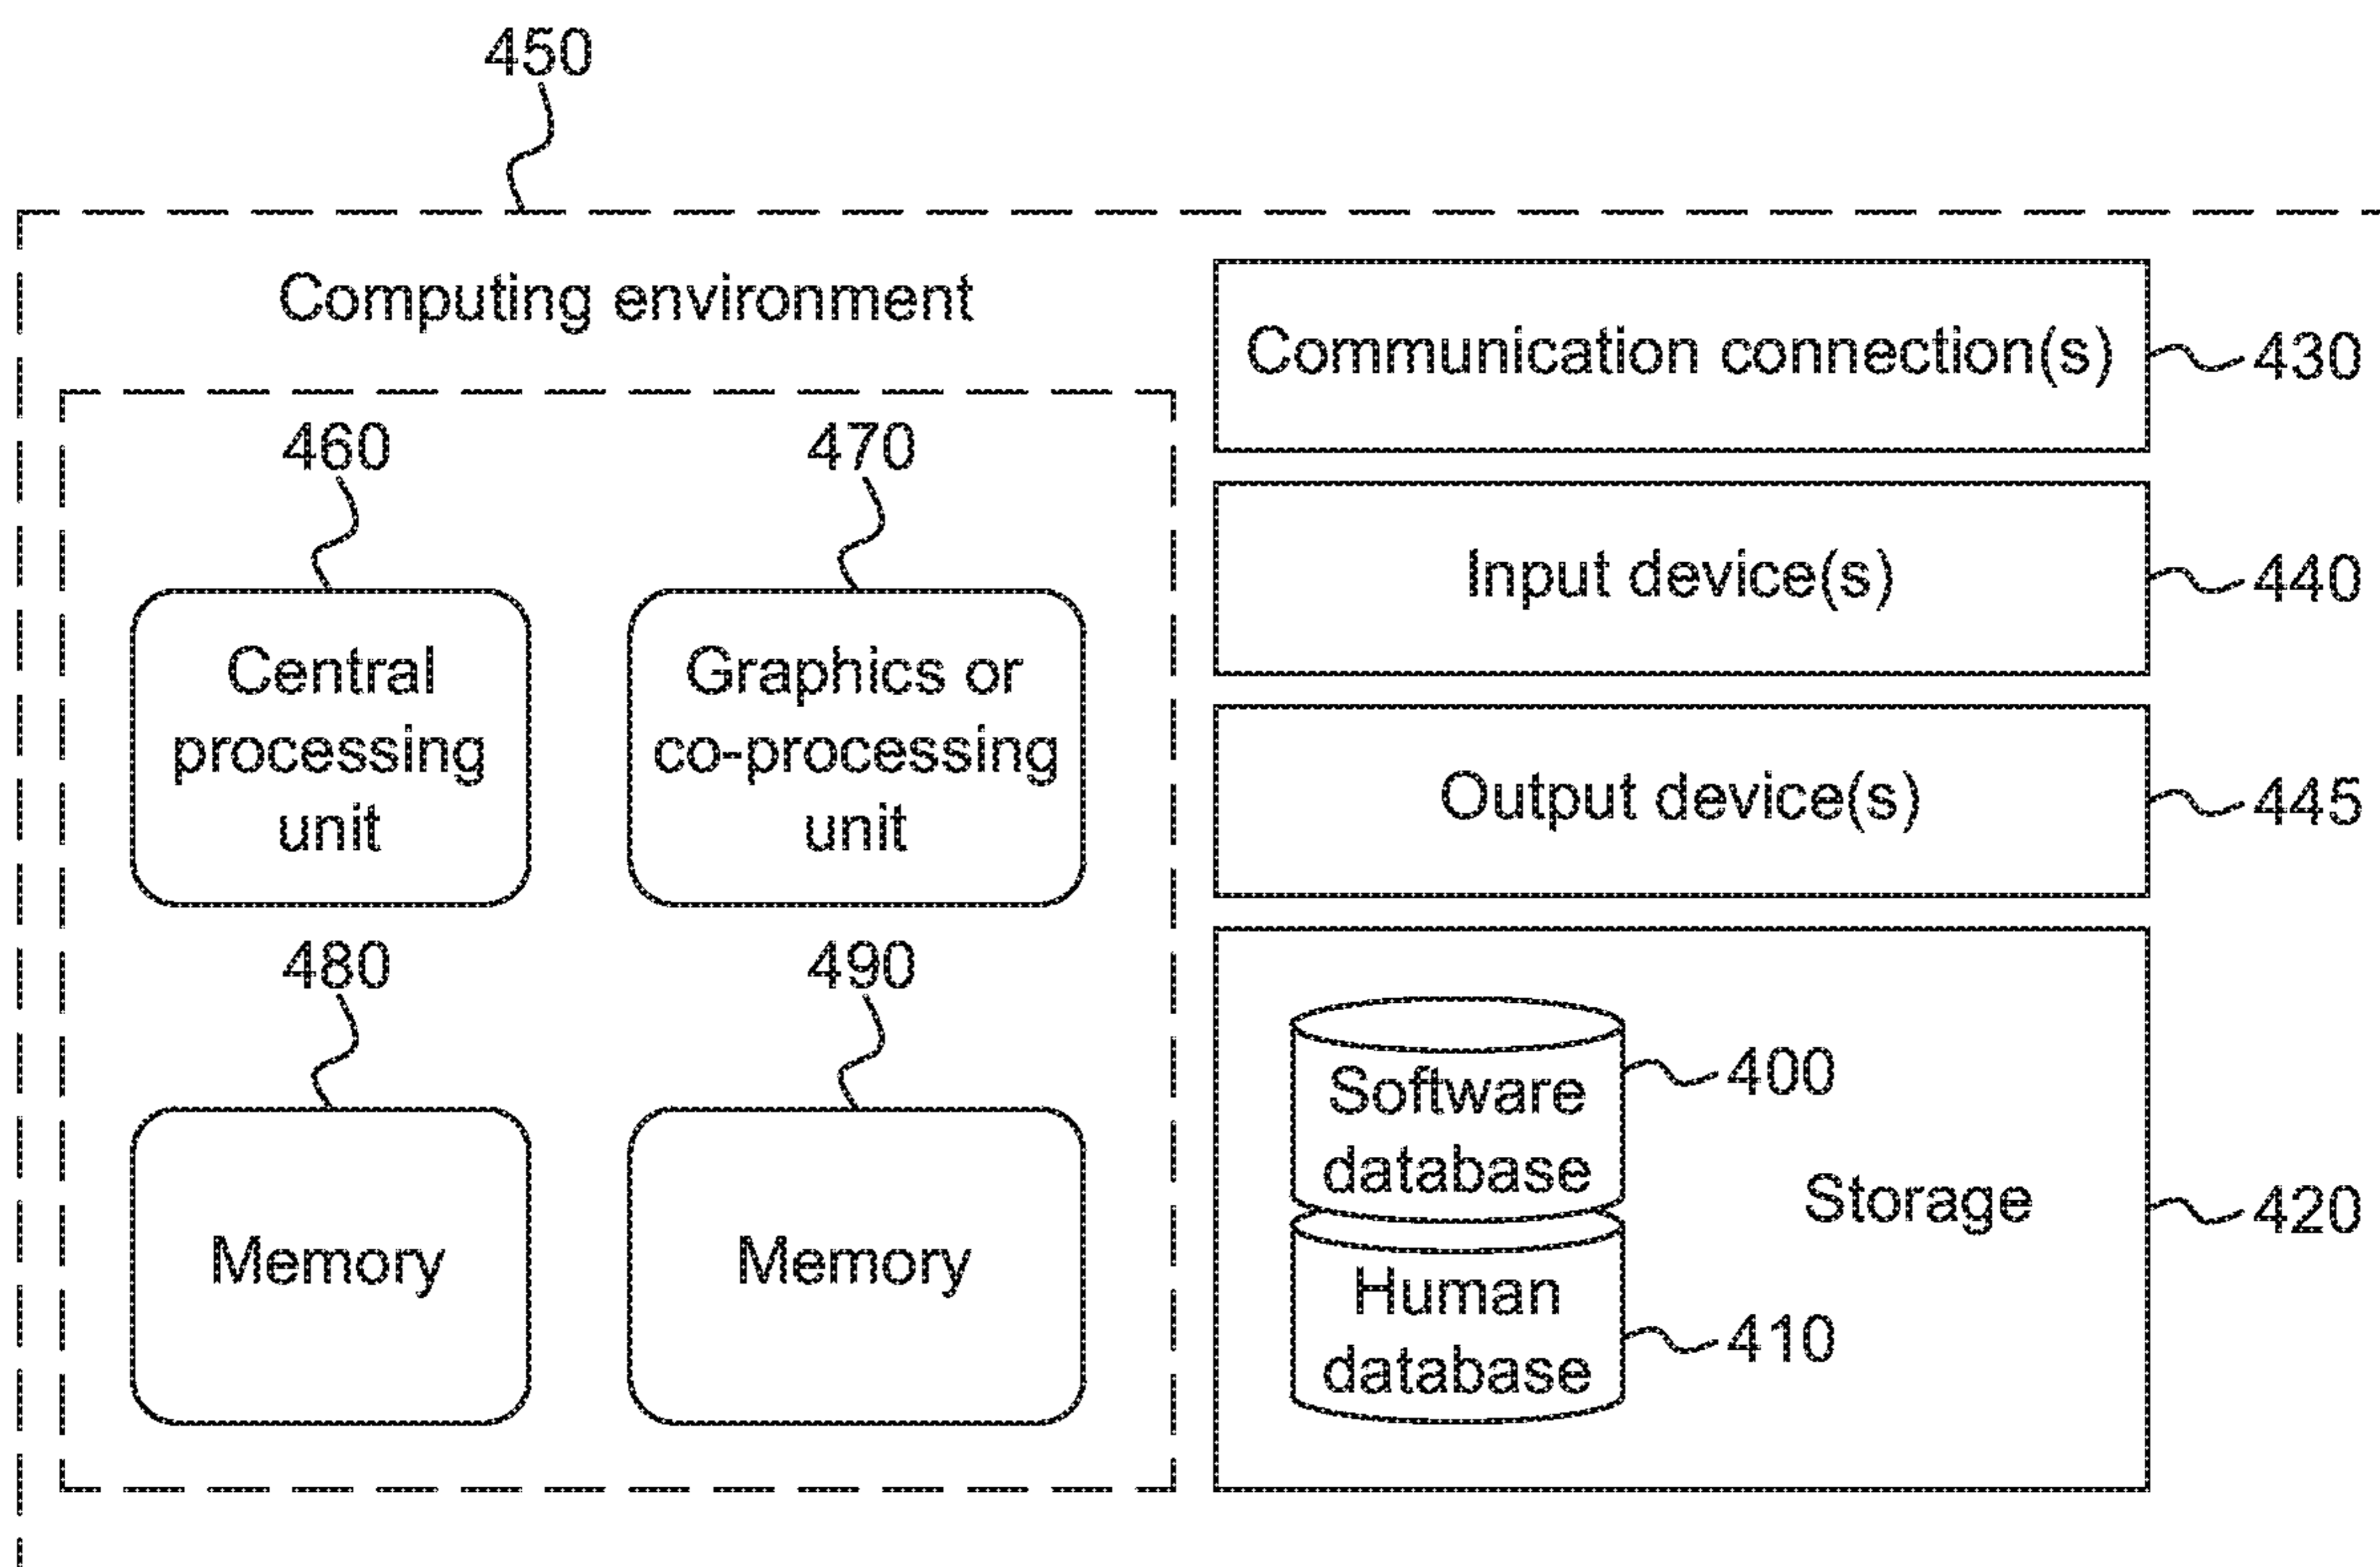 450
Computing environment
Communication connection(s)
430
460
470
Input device(s)
440
Central
processing
unit
Graphics or
co-processing
unit
Output device(s)
445
480
490
Memory
Memory
Software
database
400
Storage
420
Human
database
410